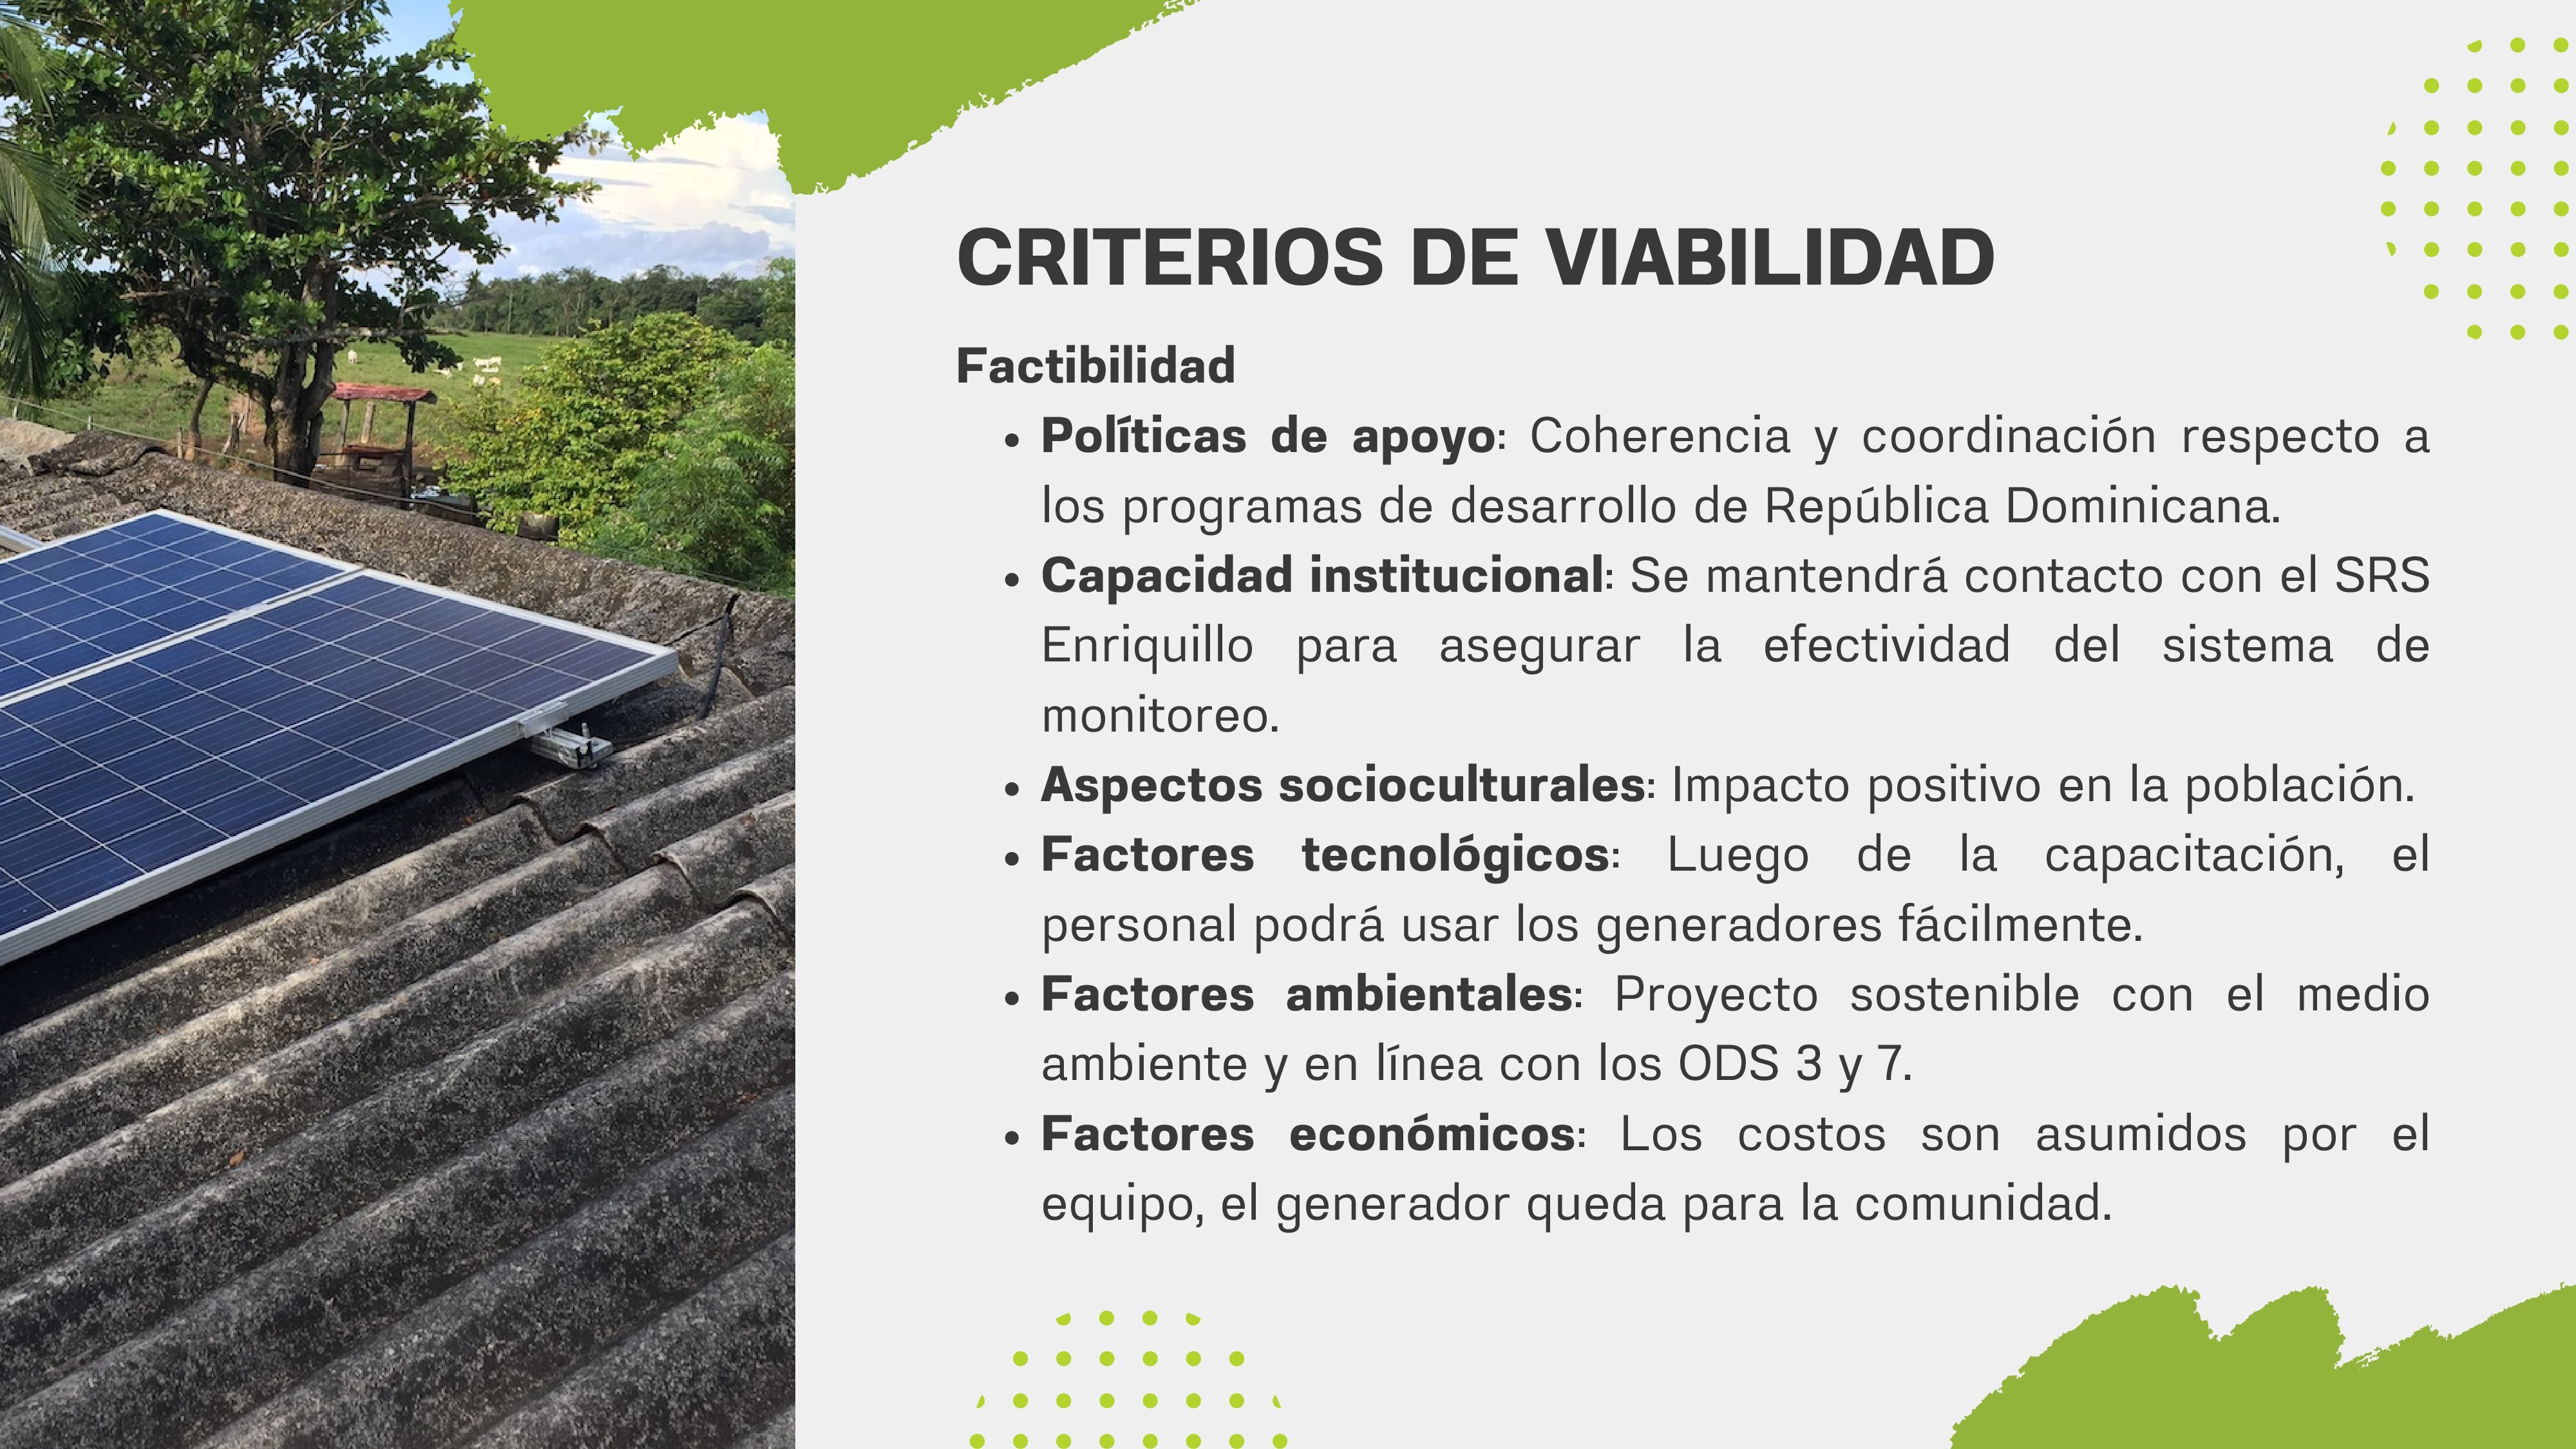 CRITERIOS DE VIABILIDAD
Factibilidad
• Políticas de apoyo: Coherencia y coordinación respecto a
los programas de desarrollo de República Dominicana.
• Capacidad institucional: Se mantendrá contacto con el SRS
Enriquillo para asegurar la efectividad del sistema de
monitoreo.
• Aspectos socioculturales: Impacto positivo en la población.
• Factores tecnológicos: Luego de la capacitación, el
personal podrá usar los generadores fácilmente.
• Factores ambientales: Proyecto sostenible con el medio
ambiente y en línea con los ODS 3 y 7.
• Factores económicos: Los costos son asumidos por el
equipo, el generador queda para la comunidad.